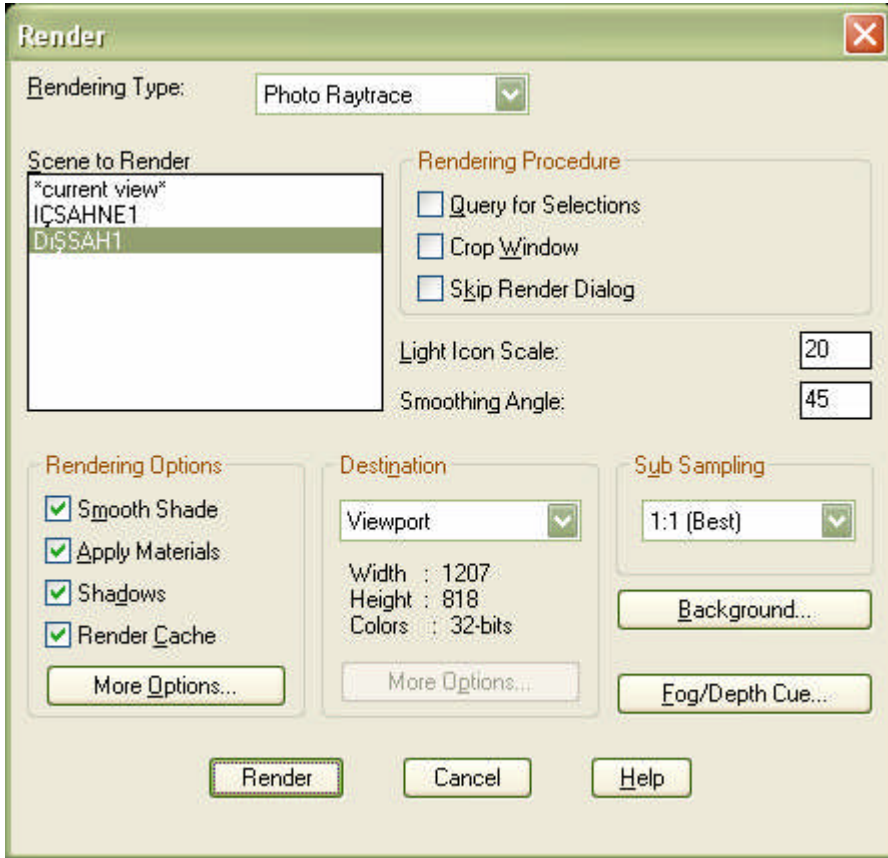 Render
Rendering Type:
Photo Raytrace
Scene to Render
*current view*
IÇSAHNE1
DıŞSAH1
Rendering Procedure
Query for Selections
Crop Window
Skip Render Dialog
Light Icon Scale:
20
Smoothing Angle:
45
Rendering Options
Smooth Shade
Apply Materials
Shadows
Render Cache
More Options...
Destination
Viewport
Width : 1207
Height : 818
Colors : 32-bits
More Options...
Sub Sampling
1:1 (Best)
Background...
Fog/Depth Cue...
Render
Cancel
Help